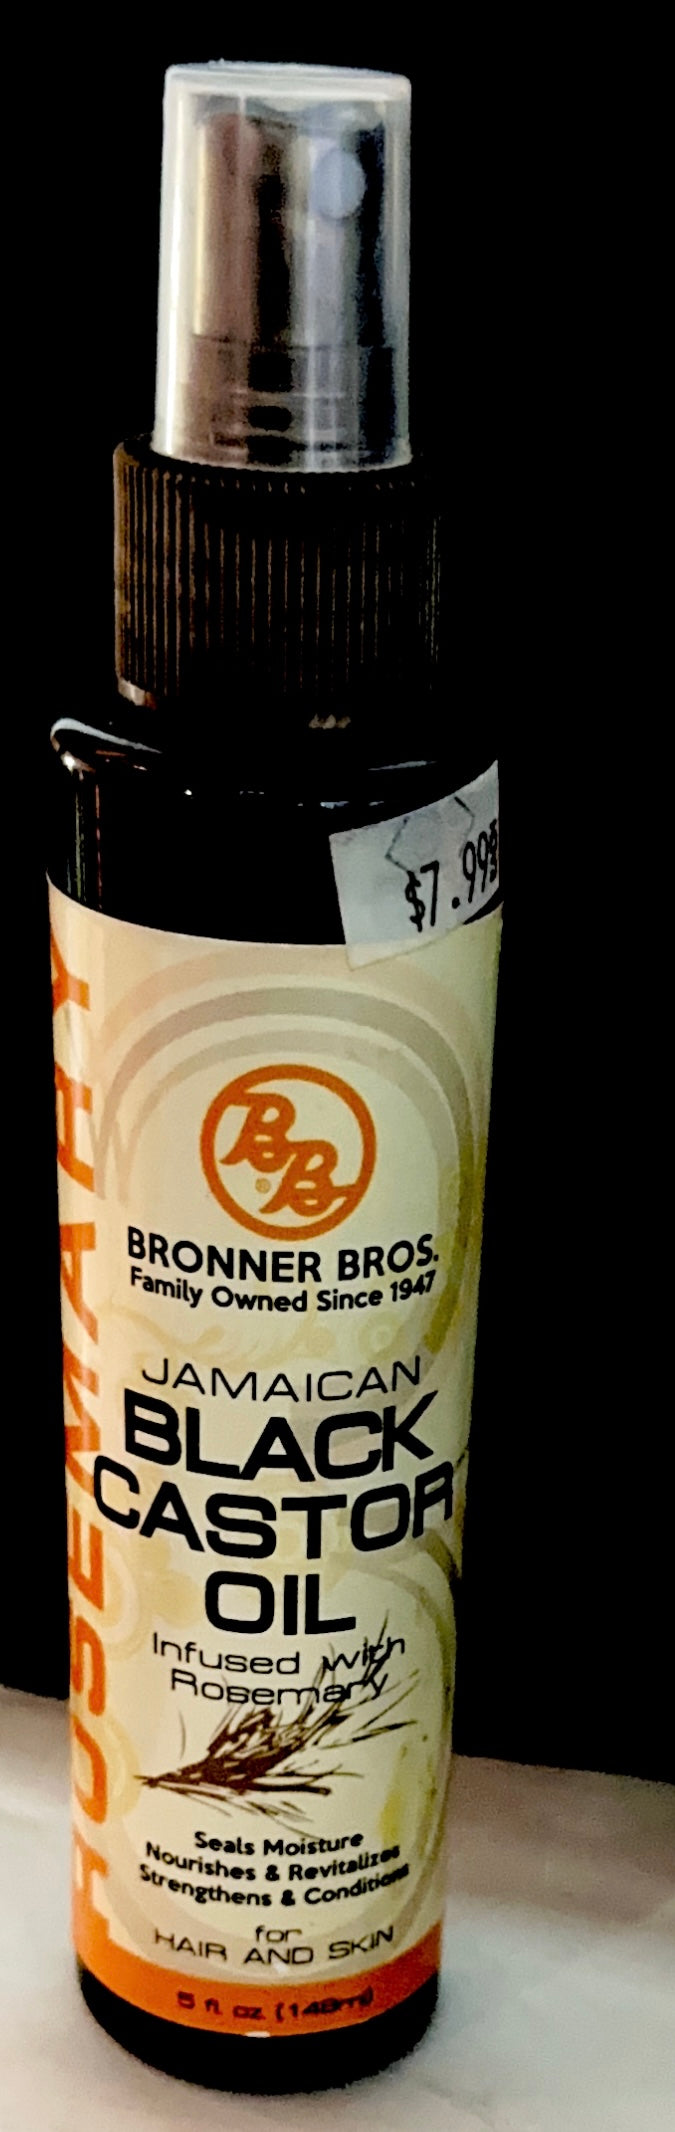 $7.99
ROSEMARY
BB
BRONNER BROS.
Family Owned Since 1947
JAMAICAN
BLACK
CASTOR
OIL
Infused with
Rosemary
Seals Moisture
Nourishes & Revitalizes
Strengthens & Conditions
for
HAIR AND SKIN
5 fl oz (148ml)